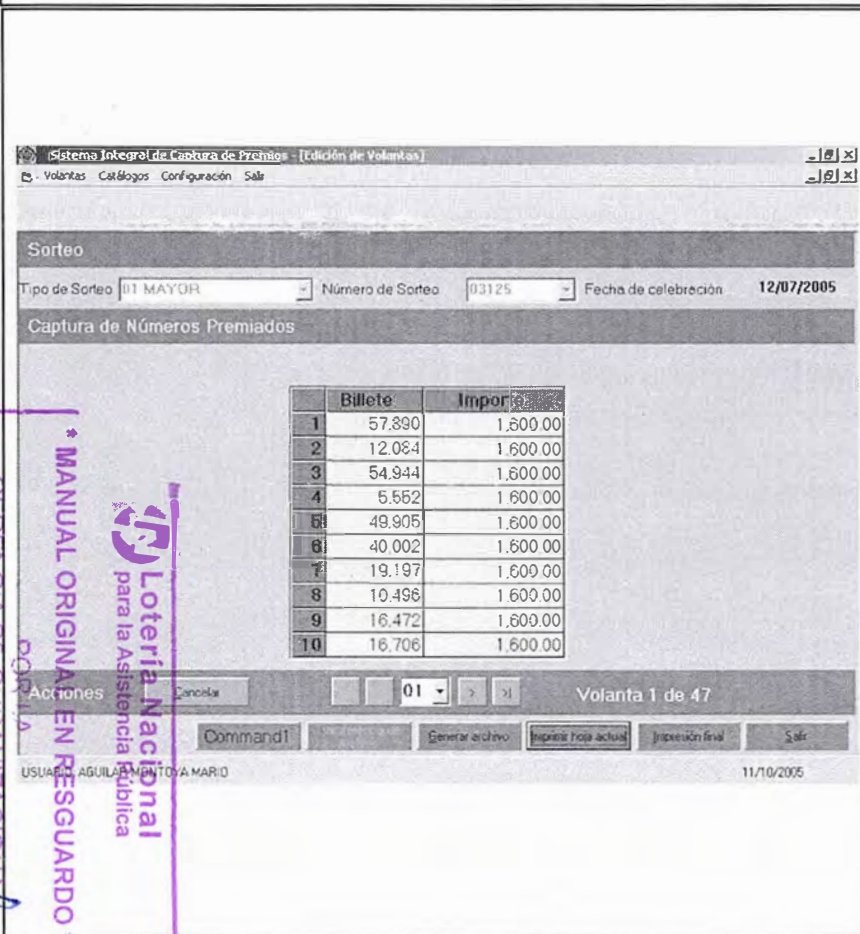 Sistema Integral de Captura de Premios - [Edición de Volantas]
Volantas Catálogos Configuración Salir
Sorteo
Tipo de Sorteo 01 MAYOR Número de Sorteo 03125 Fecha de celebración 12/07/2005
Captura de Números Premiados
Billete Impor
1 57.890 1,600.00
2 12.084 1,600.00
3 54.944 1,600.00
4 5.552 1,600.00
5 49.905 1,600.00
6 40.002 1,600.00
7 19.197 1,600.00
8 10.496 1,600.00
9 16.472 1,600.00
10 16.706 1,600.00
Acciones Cancelar 01 > >| Volanta 1 de 47
Command1 Generar archivo Imprimir hoja actual Impresión final Salir
USUARIO: AGUILAR MONTOYA MARIO 11/10/2005
Lotería Nacional
para la Asistencia Pública
* MANUAL ORIGINAL EN RESGUARDO *
POR LA